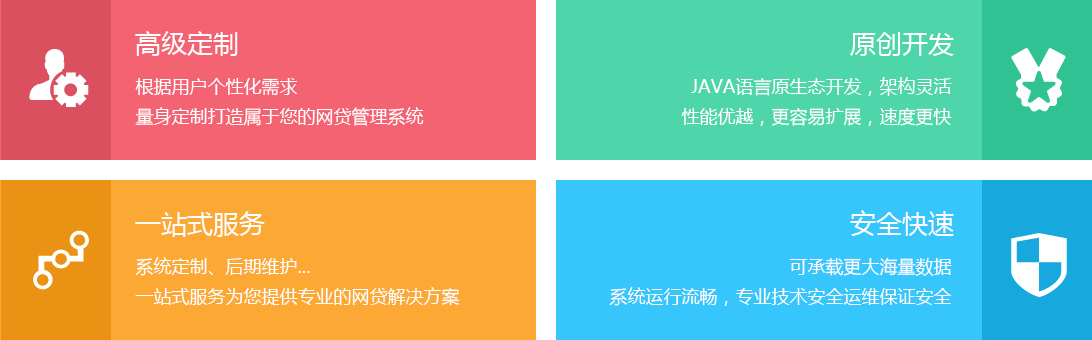 高级定制
根据用户个性化需求
量身定制打造属于您的网贷管理系统
原创开发
JAVA语言原生态开发，架构灵活
性能优越，更容易扩展，速度更快
一站式服务
系统定制、后期维护...
一站式服务为您提供专业的网贷解决方案
安全快速
可承载更大海量数据
系统运行流畅，专业技术安全运维保证安全